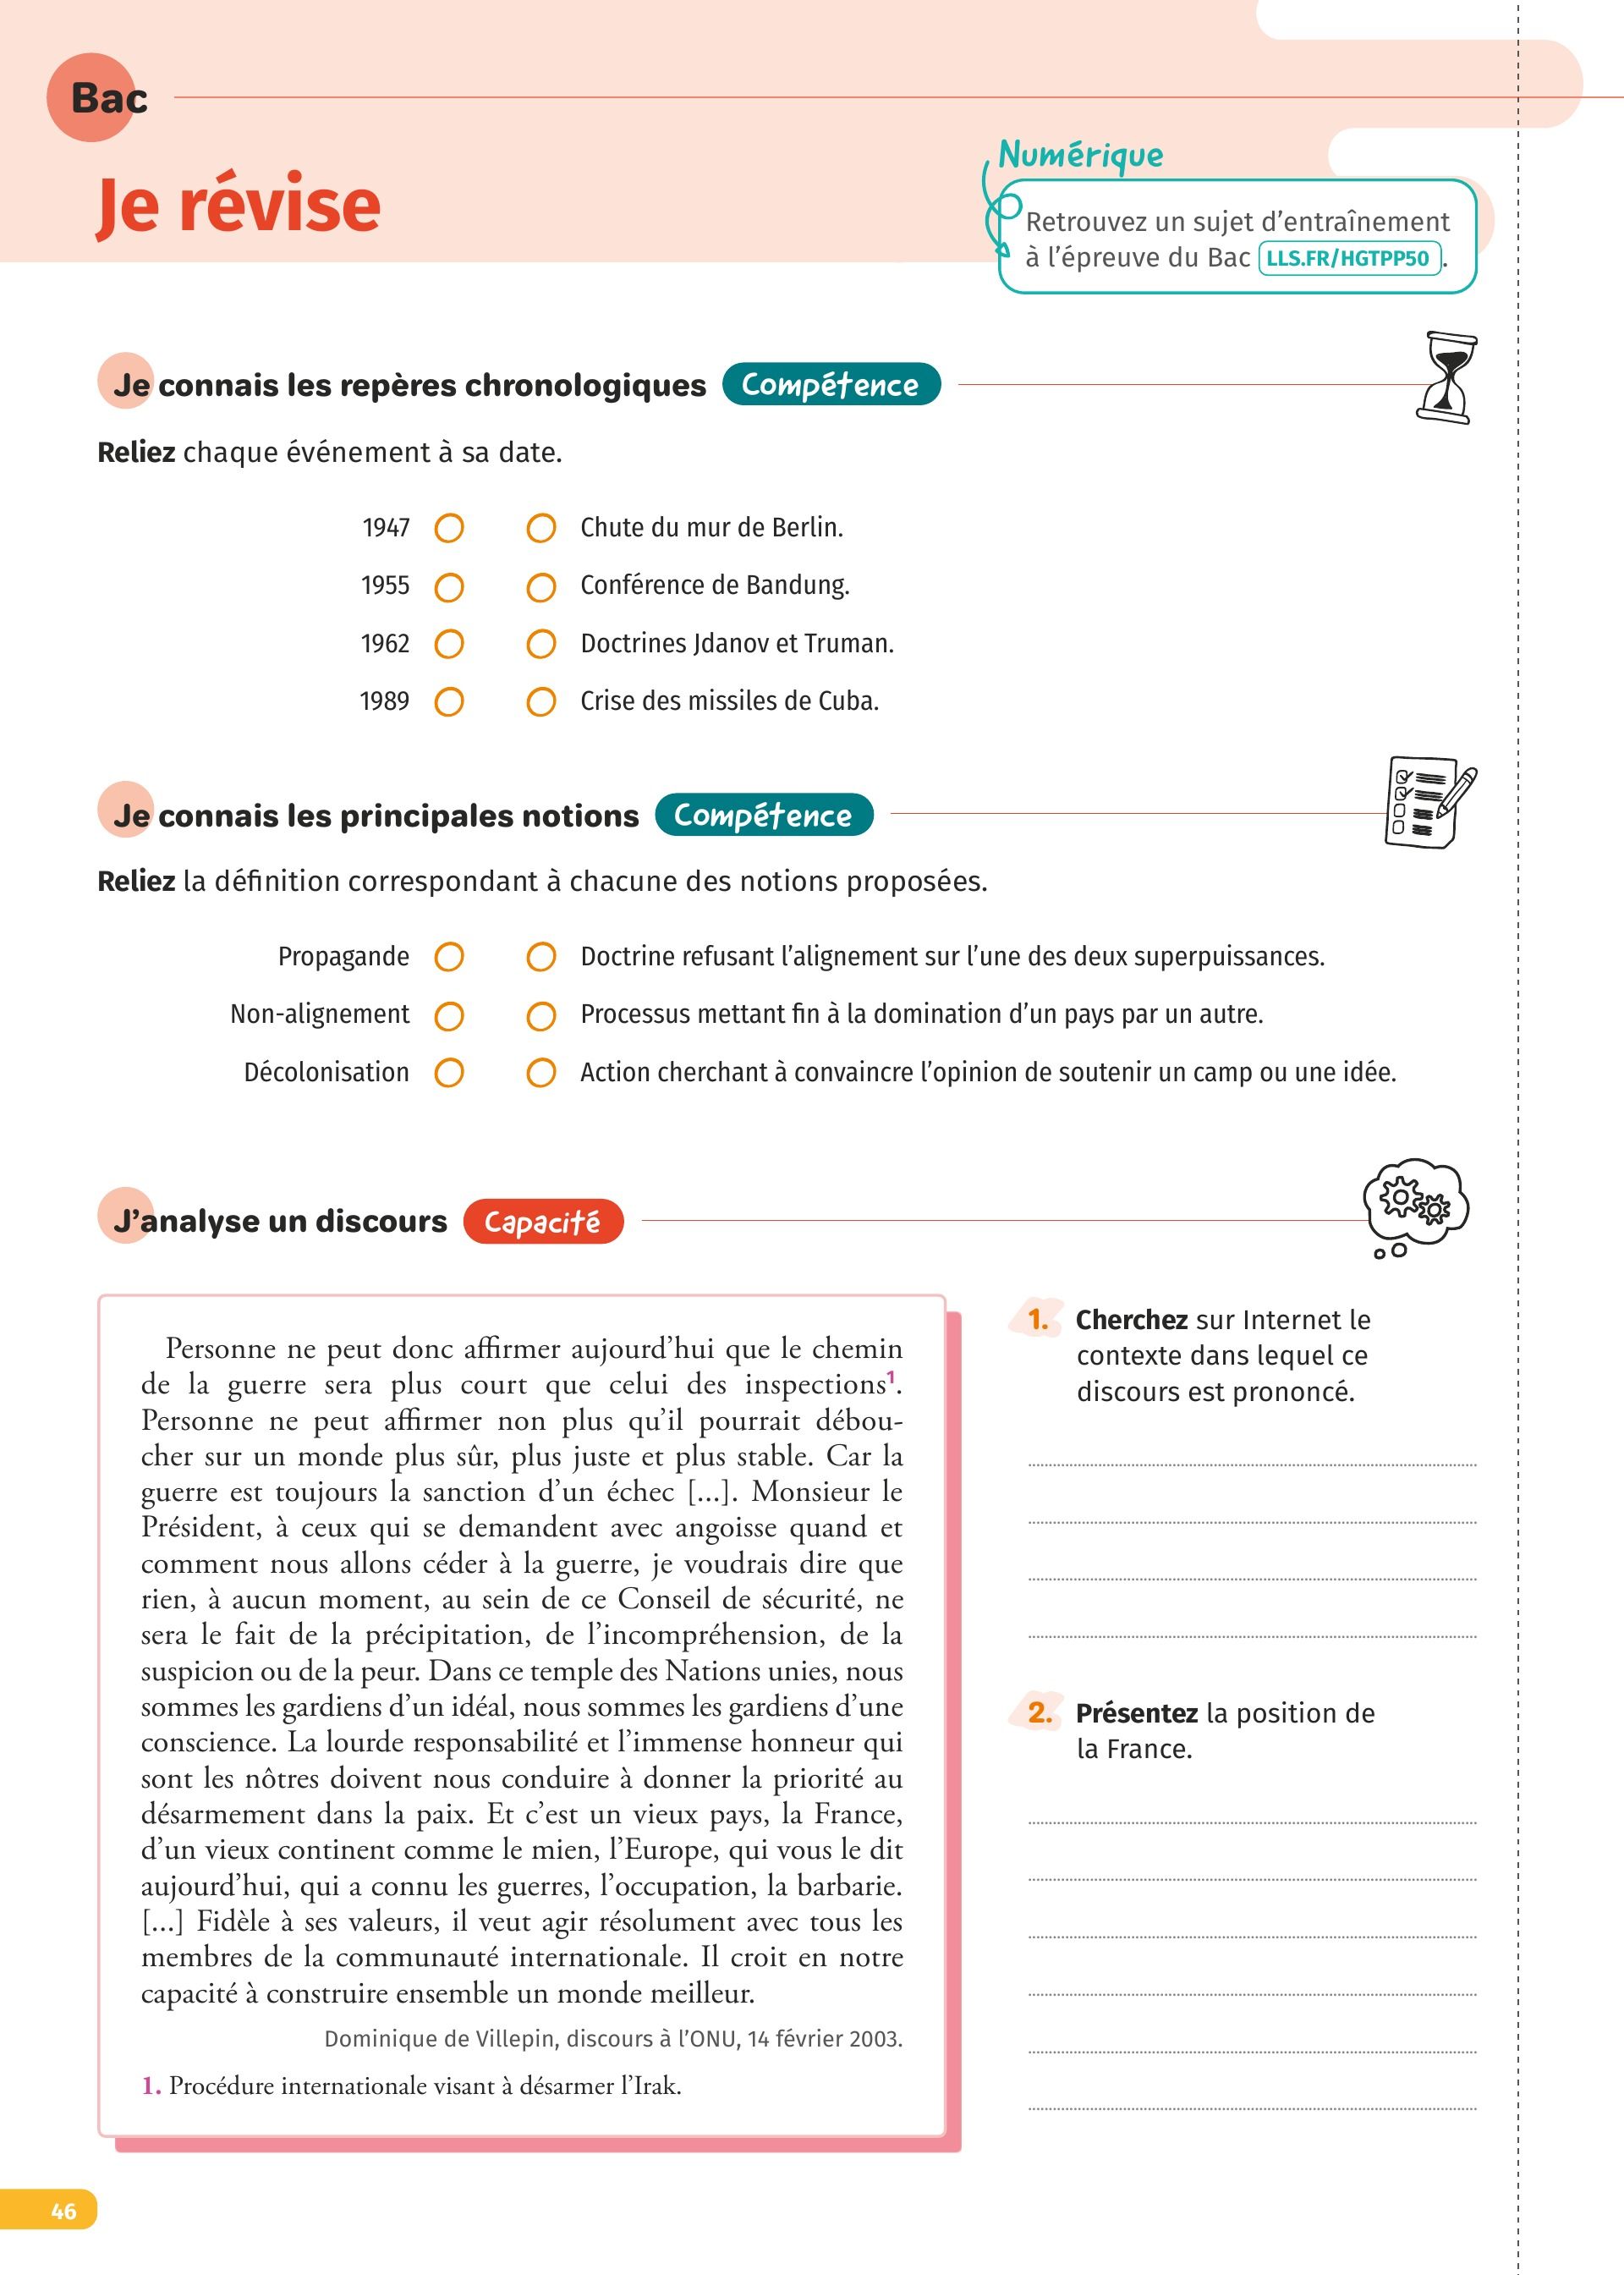 Bac
Je révise
Numérique
Retrouvez un sujet d’entraînement
à l’épreuve du Bac LLS.FR/HGTPP50 .
Je connais les repères chronologiques Compétence
Reliez chaque événement à sa date.
1947 Chute du mur de Berlin.
1955 Conférence de Bandung.
1962 Doctrines Jdanov et Truman.
1989 Crise des missiles de Cuba.
Je connais les principales notions Compétence
Reliez la définition correspondant à chacune des notions proposées.
Propagande Doctrine refusant l’alignement sur l’une des deux superpuissances.
Non-alignement Processus mettant fin à la domination d’un pays par un autre.
Décolonisation Action cherchant à convaincre l’opinion de soutenir un camp ou une idée.
J’analyse un discours Capacité
Personne ne peut donc affirmer aujourd’hui que le chemin
de la guerre sera plus court que celui des inspections1.
Personne ne peut affirmer non plus qu’il pourrait débou-
cher sur un monde plus sûr, plus juste et plus stable. Car la
guerre est toujours la sanction d’un échec [...]. Monsieur le
Président, à ceux qui se demandent avec angoisse quand et
comment nous allons céder à la guerre, je voudrais dire que
rien, à aucun moment, au sein de ce Conseil de sécurité, ne
sera le fait de la précipitation, de l’incompréhension, de la
suspicion ou de la peur. Dans ce temple des Nations unies, nous
sommes les gardiens d’un idéal, nous sommes les gardiens d’une
conscience. La lourde responsabilité et l’immense honneur qui
sont les nôtres doivent nous conduire à donner la priorité au
désarmement dans la paix. Et c’est un vieux pays, la France,
d’un vieux continent comme le mien, l’Europe, qui vous le dit
aujourd’hui, qui a connu les guerres, l’occupation, la barbarie.
[...] Fidèle à ses valeurs, il veut agir résolument avec tous les
membres de la communauté internationale. Il croit en notre
capacité à construire ensemble un monde meilleur.
Dominique de Villepin, discours à l’ONU, 14 février 2003.
1. Procédure internationale visant à désarmer l’Irak.
1. Cherchez sur Internet le
contexte dans lequel ce
discours est prononcé.
2. Présentez la position de
la France.
46